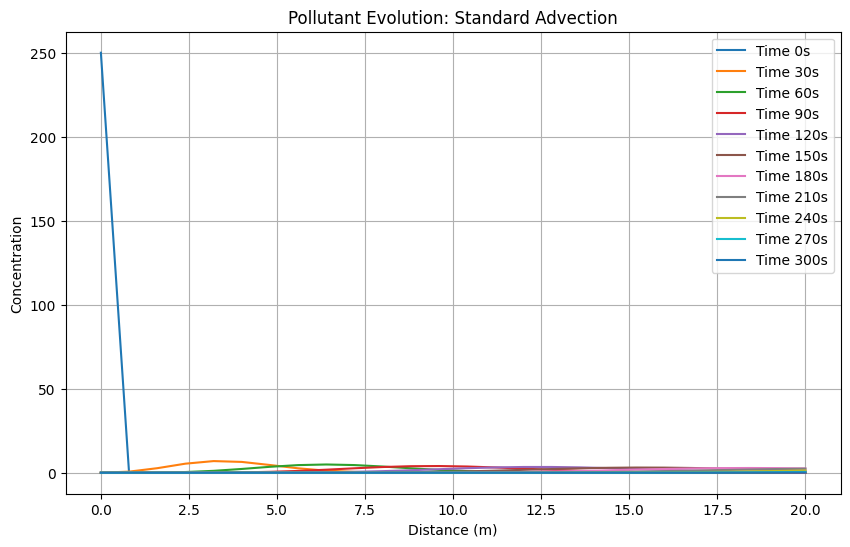 Pollutant Evolution: Standard Advection
Concentration
250
200
150
100
50
0
0.0
2.5
5.0
7.5
10.0
12.5
15.0
17.5
20.0
Distance (m)
Time 0s
Time 30s
Time 60s
Time 90s
Time 120s
Time 150s
Time 180s
Time 210s
Time 240s
Time 270s
Time 300s